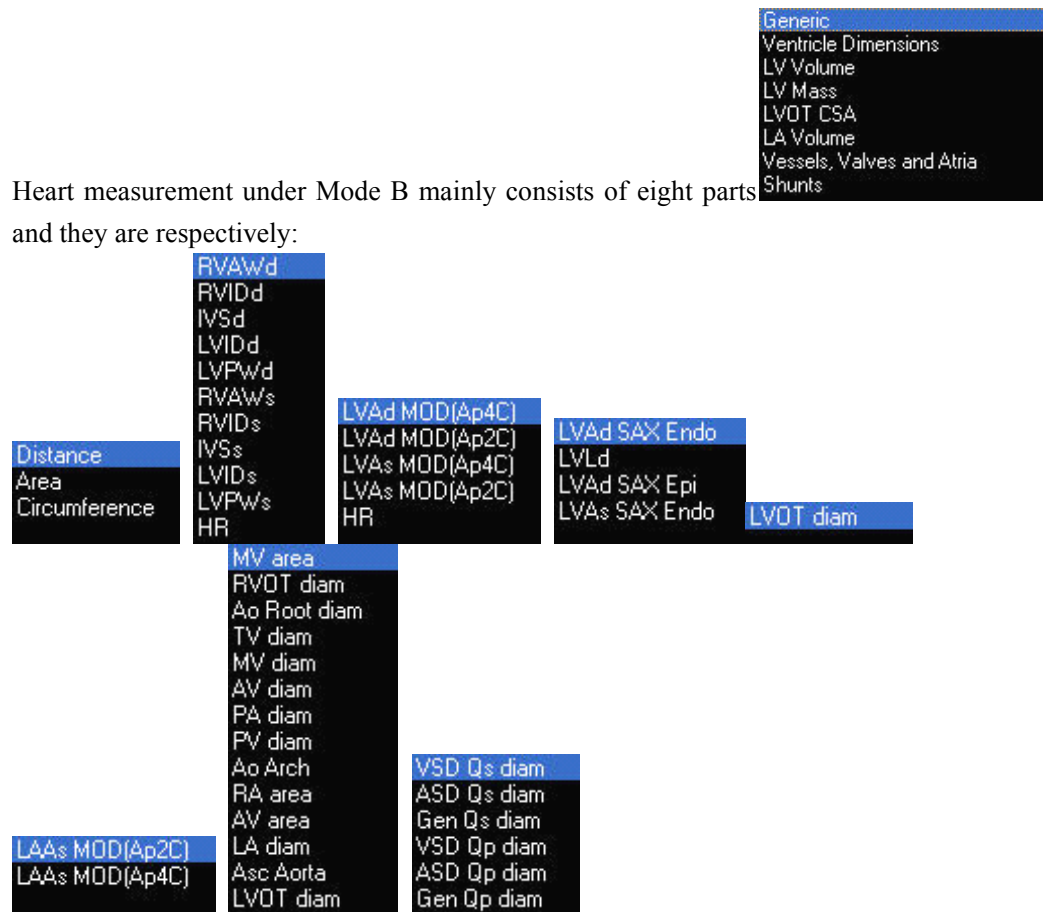 Generic
Ventricle Dimensions
LV Volume
LV Mass
LVOT CSA
LA Volume
Vessels, Valves and Atria
Shunts
Heart measurement under Mode B mainly consists of eight parts
and they are respectively:
Distance
Area
Circumference
RVAWd
RVIDd
IVSd
LVIDd
LVPWd
RVAWs
RVIDs
IVSs
LVIDs
LVPWs
HR
LVAd MOD(Ap4C)
LVAd MOD(Ap2C)
LVAs MOD(Ap4C)
LVAs MOD(Ap2C)
HR
LVAd SAX Endo
LVLd
LVAd SAX Epi
LVAs SAX Endo
LVOT diam
LAAs MOD(Ap2C)
LAAs MOD(Ap4C)
MV area
RVOT diam
Ao Root diam
TV diam
MV diam
AV diam
PA diam
PV diam
Ao Arch
RA area
AV area
LA diam
Asc Aorta
LVOT diam
VSD Qs diam
ASD Qs diam
Gen Qs diam
VSD Qp diam
ASD Qp diam
Gen Qp diam